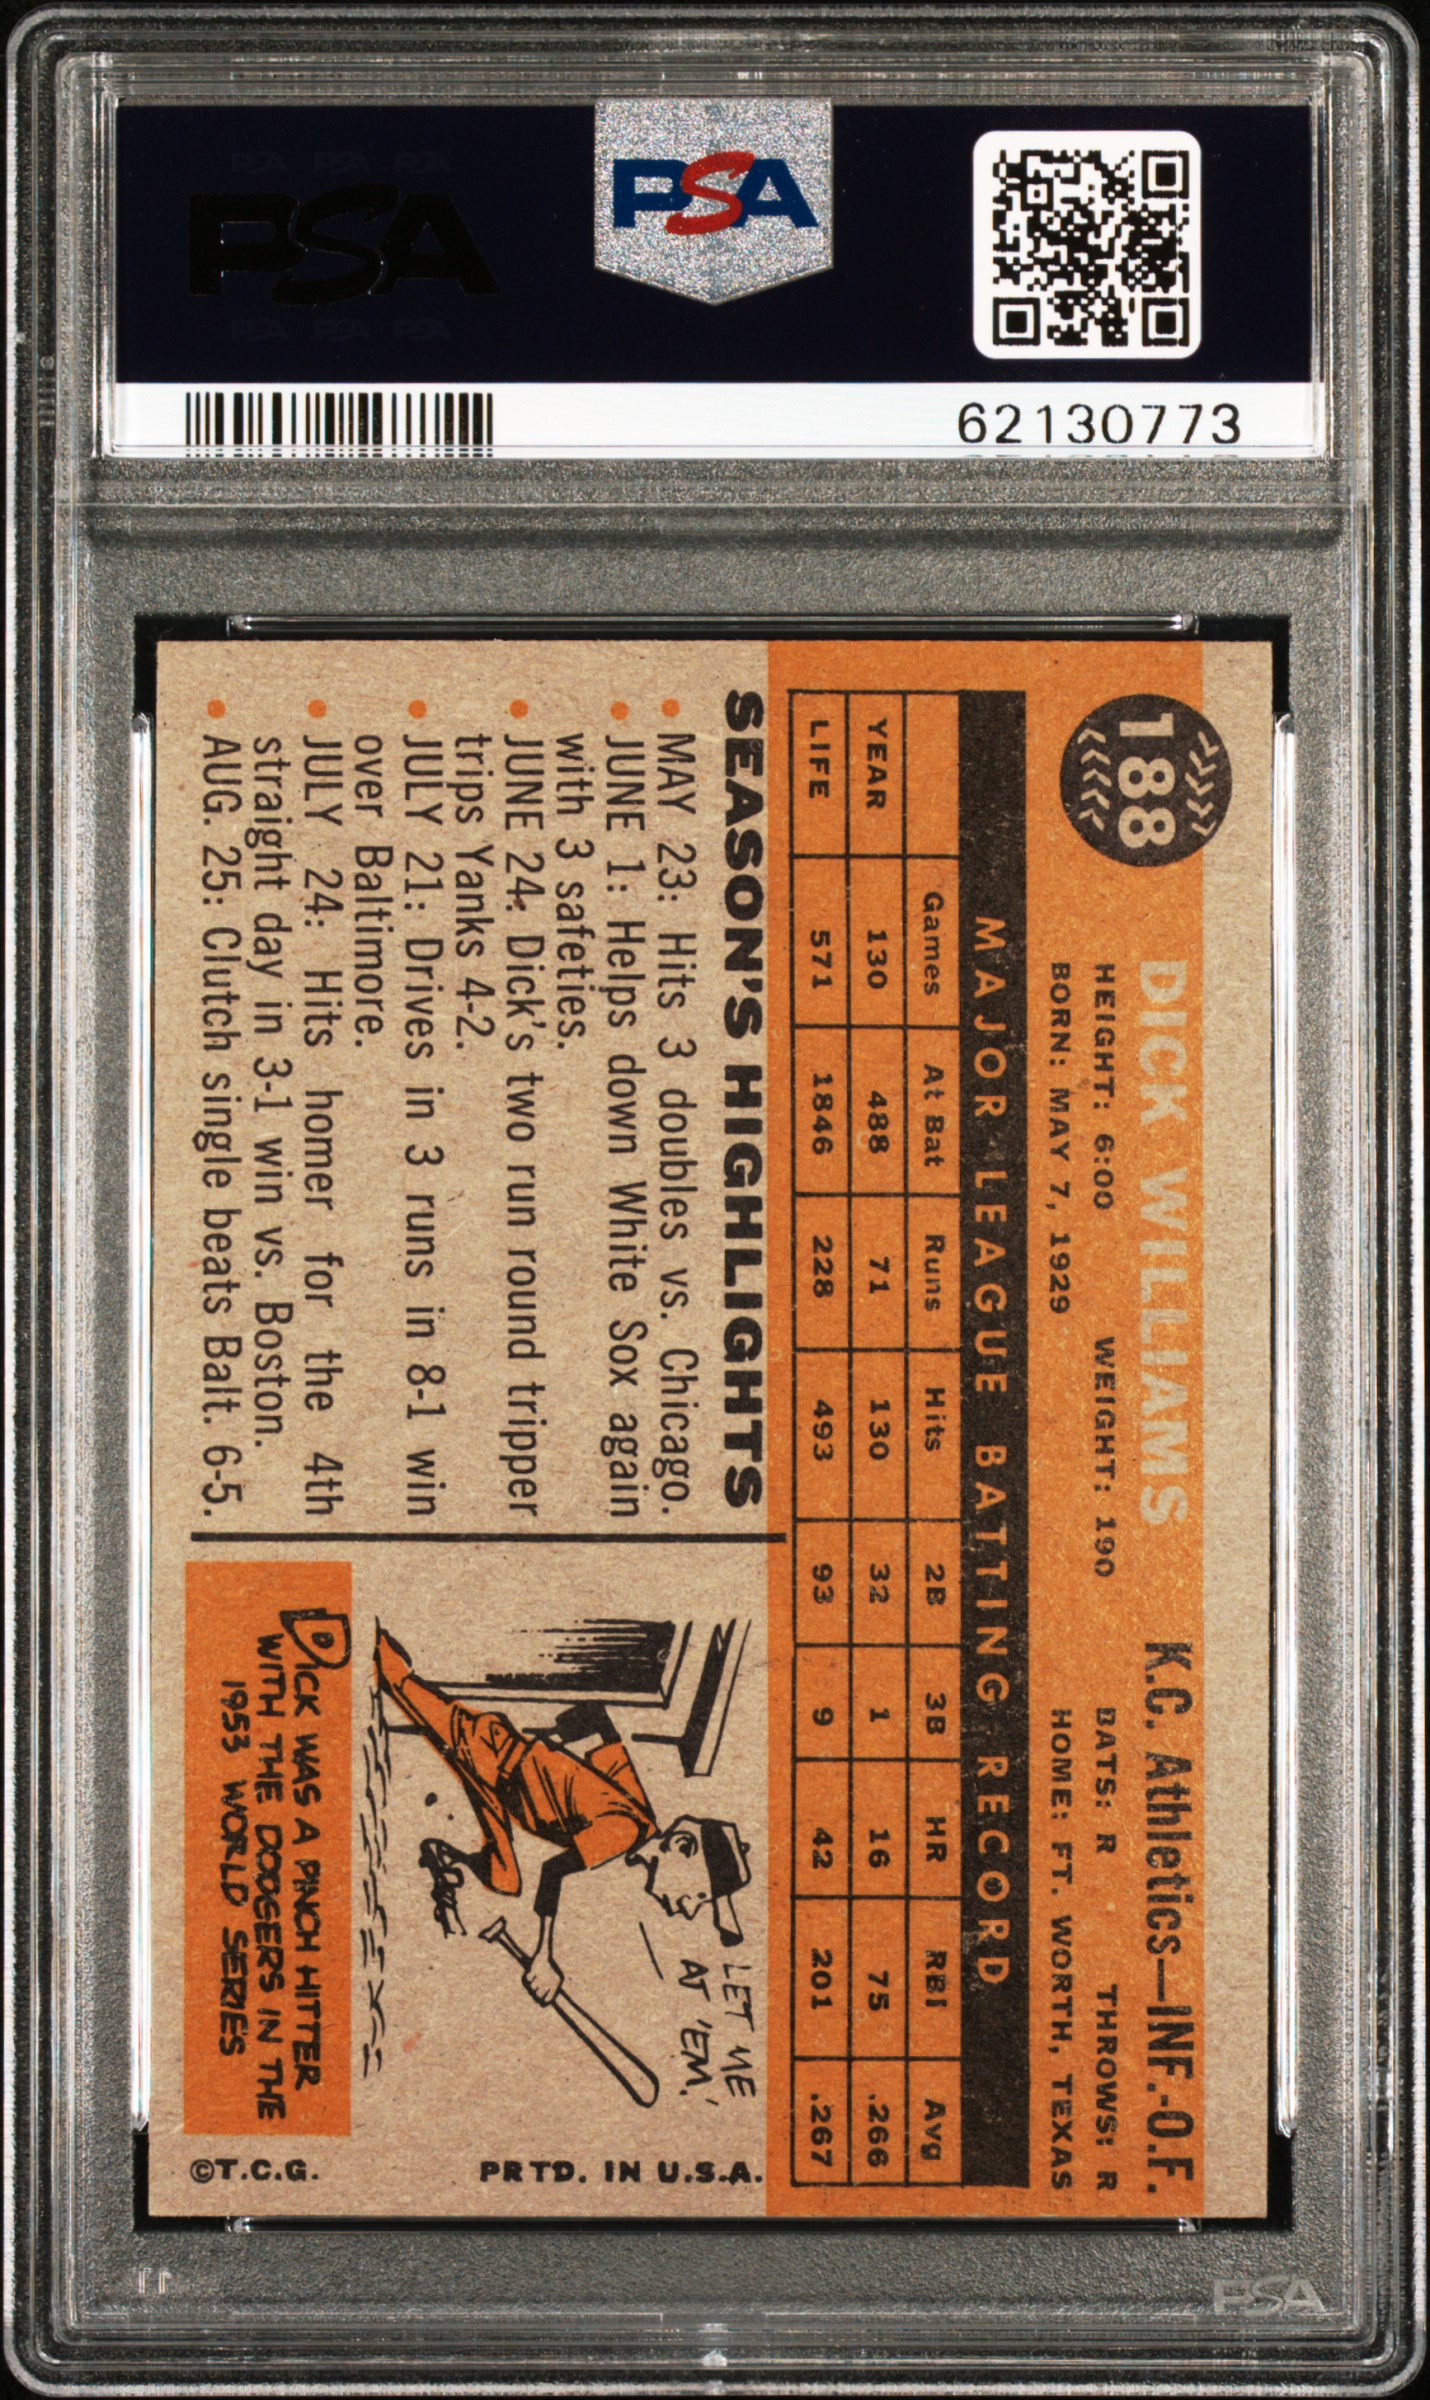 PSA
PSA
62130773
188
DICK WILLIAMS K.C. Athletics—INF.-O.F.
HEIGHT: 6:00 WEIGHT: 190 BATS: R THROWS: R
BORN: MAY 7, 1929 HOME: FT. WORTH, TEXAS
MAJOR LEAGUE BATTING RECORD
Games At Bat Runs Hits 2B 3B HR RBI Avg
YEAR 130 488 71 130 32 1 16 75 .266
LIFE 571 1846 228 493 93 9 42 201 .267
SEASON'S HIGHLIGHTS
• MAY 23: Hits 3 doubles vs. Chicago.
• JUNE 1: Helps down White Sox again
with 3 safeties.
• JUNE 24: Dick's two run round tripper
trips Yanks 4-2.
• JULY 21: Drives in 3 runs in 8-1 win
over Baltimore.
• JULY 24: Hits homer for the 4th
straight day in 3-1 win vs. Boston.
• AUG. 25: Clutch single beats Balt. 6-5.
LET ME
AT 'EM!
DICK WAS A PINCH HITTER
WITH THE DODGERS IN THE
1953 WORLD SERIES
PRTD. IN U.S.A.
©T.C.G.
PSA